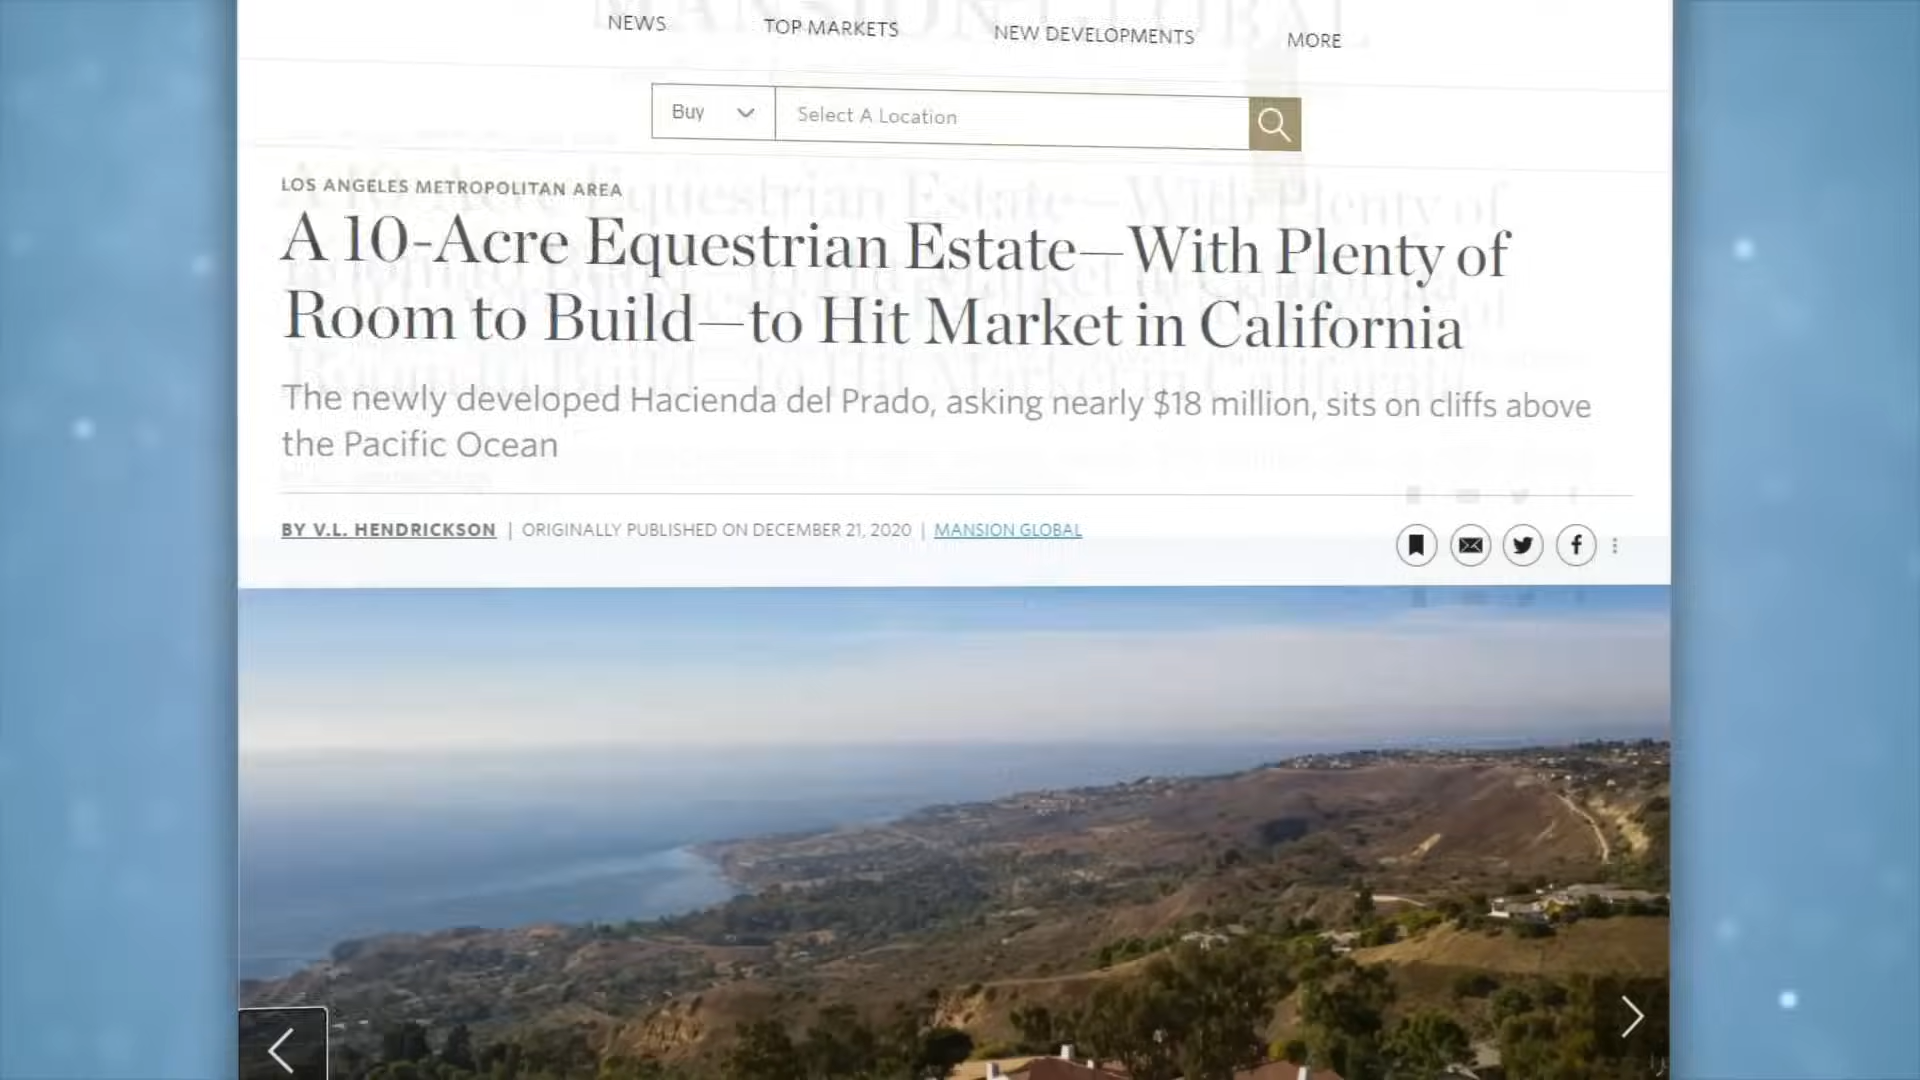 MANSION GLOBAL
NEWS TOP MARKETS NEW DEVELOPMENTS MORE
Buy Select A Location
LOS ANGELES METROPOLITAN AREA
A 10-Acre Equestrian Estate—With Plenty of
Room to Build—to Hit Market in California
The newly developed Hacienda del Prado, asking nearly $18 million, sits on cliffs above
the Pacific Ocean
BY V.L. HENDRICKSON | ORIGINALLY PUBLISHED ON DECEMBER 21, 2020 | MANSION GLOBAL